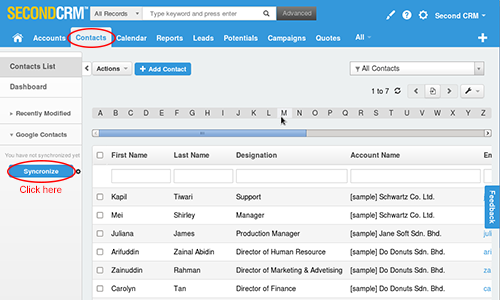 SECONDCRM All Records Type keyword and press enter Advanced Second CRM
Accounts Contacts Calendar Reports Leads Potentials Campaigns Quotes All
Contacts List
Dashboard
Recently Modified
Google Contacts
You have not synchronized yet
Syncronize
Click here
Actions + Add Contact All Contacts
1 to 7
A B C D E F G H I J K L M N O P Q R S T U V W X Y Z
First Name Last Name Designation Account Name En
Kapil Tiwari Support [sample] Schwartz Co. Ltd.
Mei Shirley Manager [sample] Schwartz Co. Ltd.
Juliana James Production Manager [sample] Jane Soft Sdn. Bhd. juli
Arifuddin Zainal Abidin Director of Human Resource [sample] Do Donuts Sdn. Bhd. ari
Zainuddin Rahman Director of Marketing & Advetising [sample] Do Donuts Sdn. Bhd. za
Carolyn Tan Director of Finance [sample] Do Donuts Sdn. Bhd. ca
Feedback